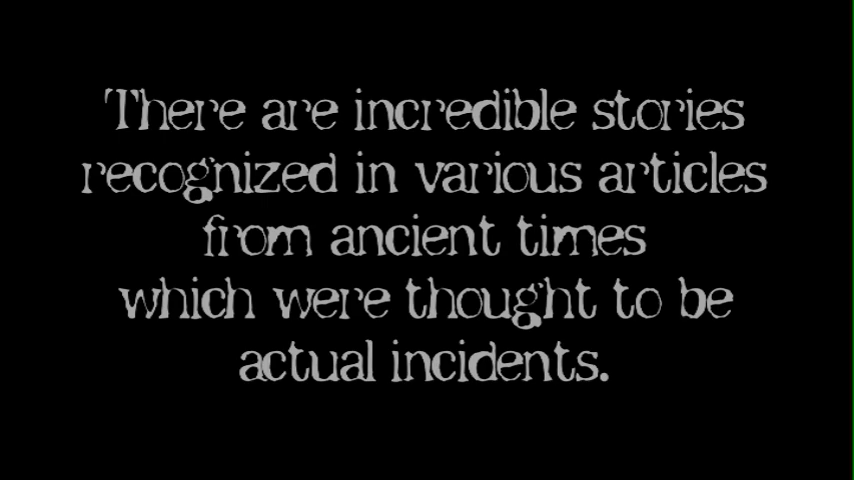 There are incredible stories
recognized in various articles
from ancient times
which were thought to be
actual incidents.